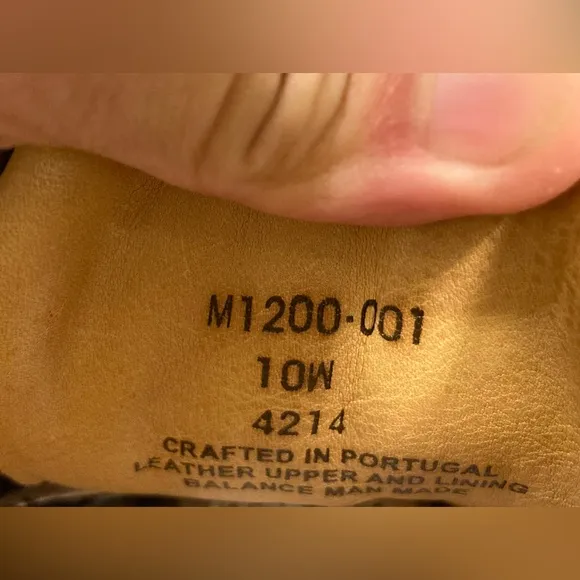 M1200-001
10W
4214
CRAFTED IN PORTUGAL
LEATHER UPPER AND LINING
BALANCE MAN MADE